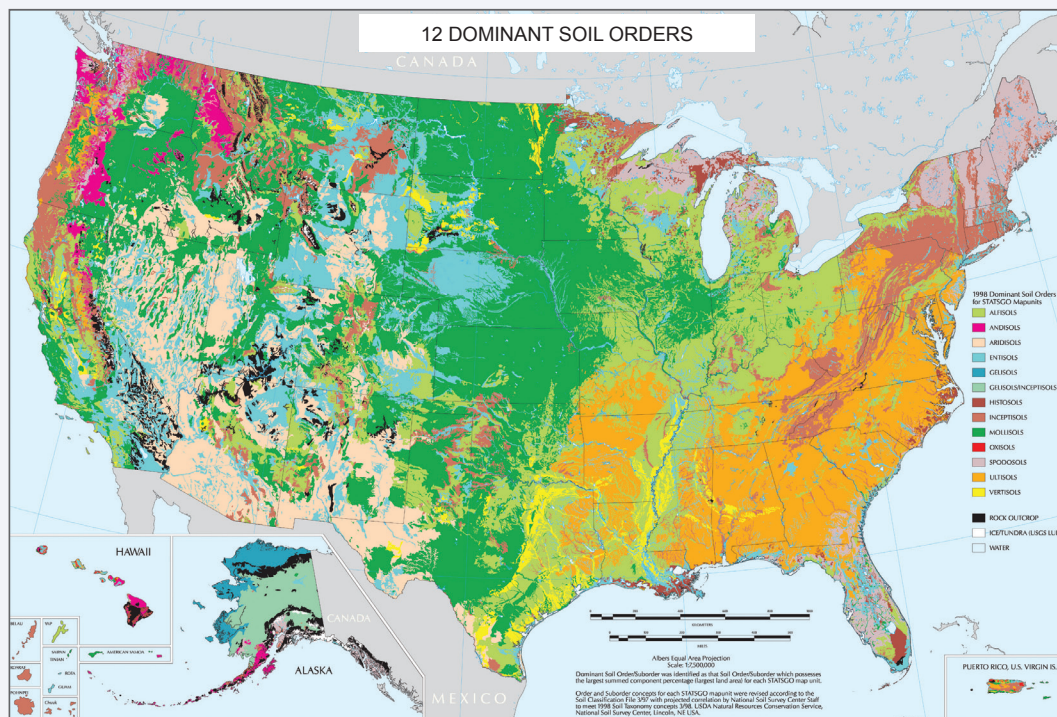 12 DOMINANT SOIL ORDERS
CANADA
1998 Dominant Soil Orders
for STATSGO Mapunits
ALFISOLS
ANDISOLS
ARIDISOLS
ENTISOLS
GELISOLS
GELISOLS/INCEPTISOLS
HISTOSOLS
INCEPTISOLS
MOLLISOLS
OXISOLS
SPODOSOLS
ULTISOLS
VERTISOLS
ROCK OUTCROP
ICE/TUNDRA (USGS LU
WATER
HAWAII
CANADA
ALASKA
AMERICAN SAMOA
GUAM
MEXICO
KILOMETERS
MILES
Albers Equal Area Projection
Scale: 1:7,500,000
Dominant Soil Order/Suborder was identified as that Soil Order/Suborder which possesses
the largest summed component percentage (largest land area) for each STATSGO map unit.
Order and Suborder concepts for each STATSGO mapunit were revised according to the
Soil Classification File 3/97 with projected correlation by National Soil Survey Center Staff
to meet 1998 Soil Taxonomy concepts 3/98. USDA Natural Resources Conservation Service,
National Soil Survey Center, Lincoln, NE USA.
PUERTO RICO, U.S. VIRGIN IS.